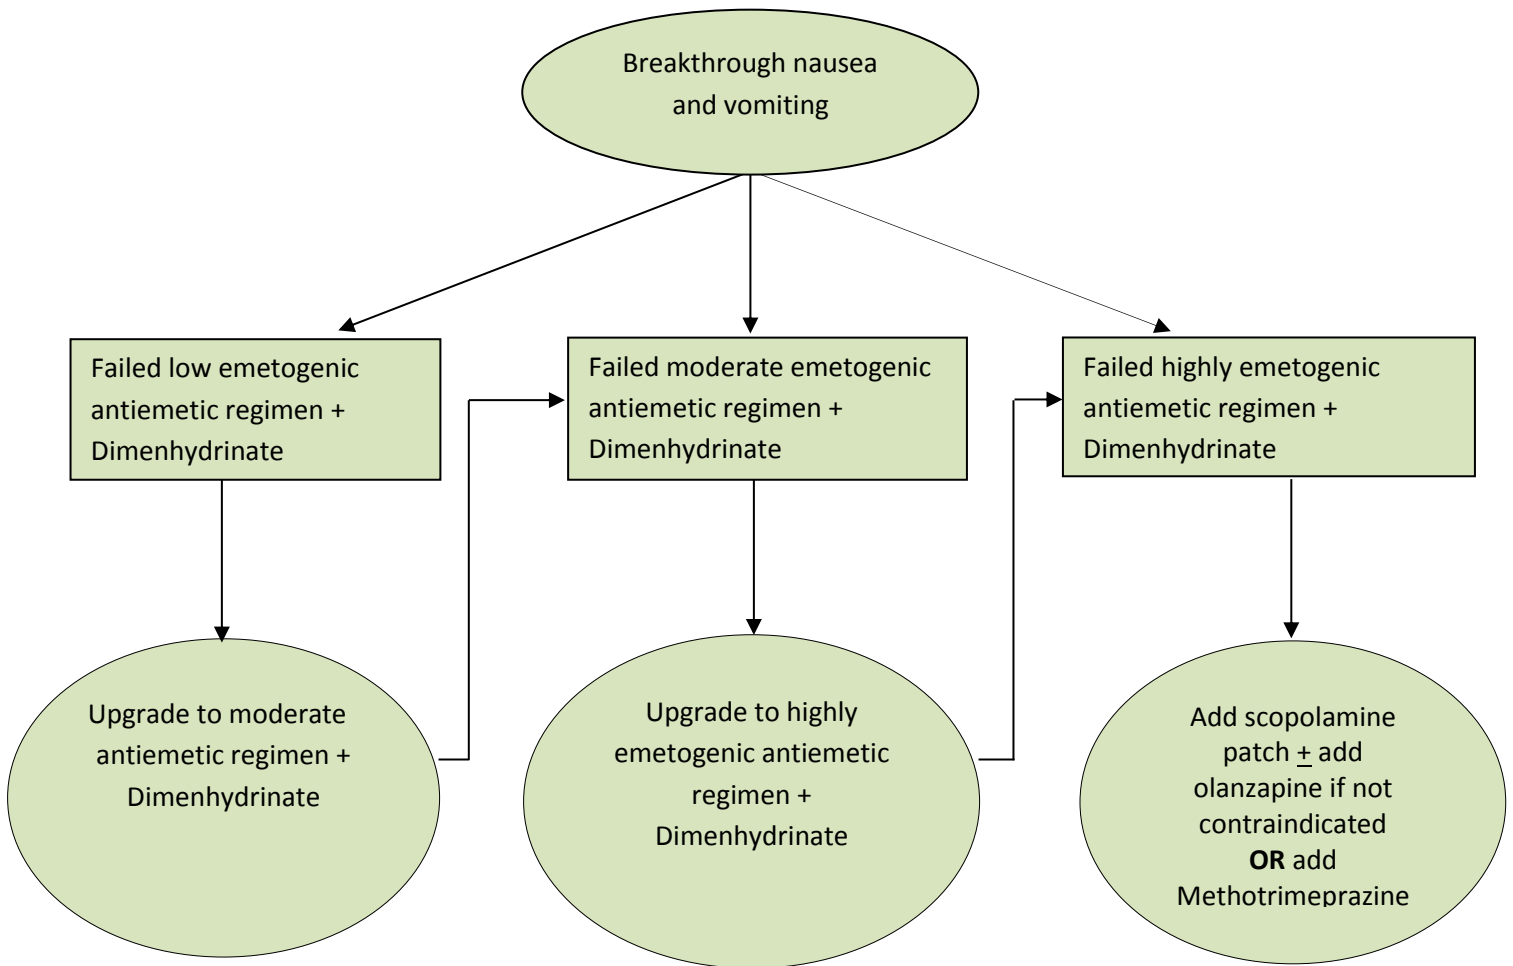 Breakthrough nausea
and vomiting
Failed low emetogenic
antiemetic regimen +
Dimenhydrinate
Failed moderate emetogenic
antiemetic regimen +
Dimenhydrinate
Failed highly emetogenic
antiemetic regimen +
Dimenhydrinate
Upgrade to moderate
antiemetic regimen +
Dimenhydrinate
Upgrade to highly
emetogenic antiemetic
regimen +
Dimenhydrinate
Add scopolamine
patch + add
olanzapine if not
contraindicated
OR add
Methotrimeprazine